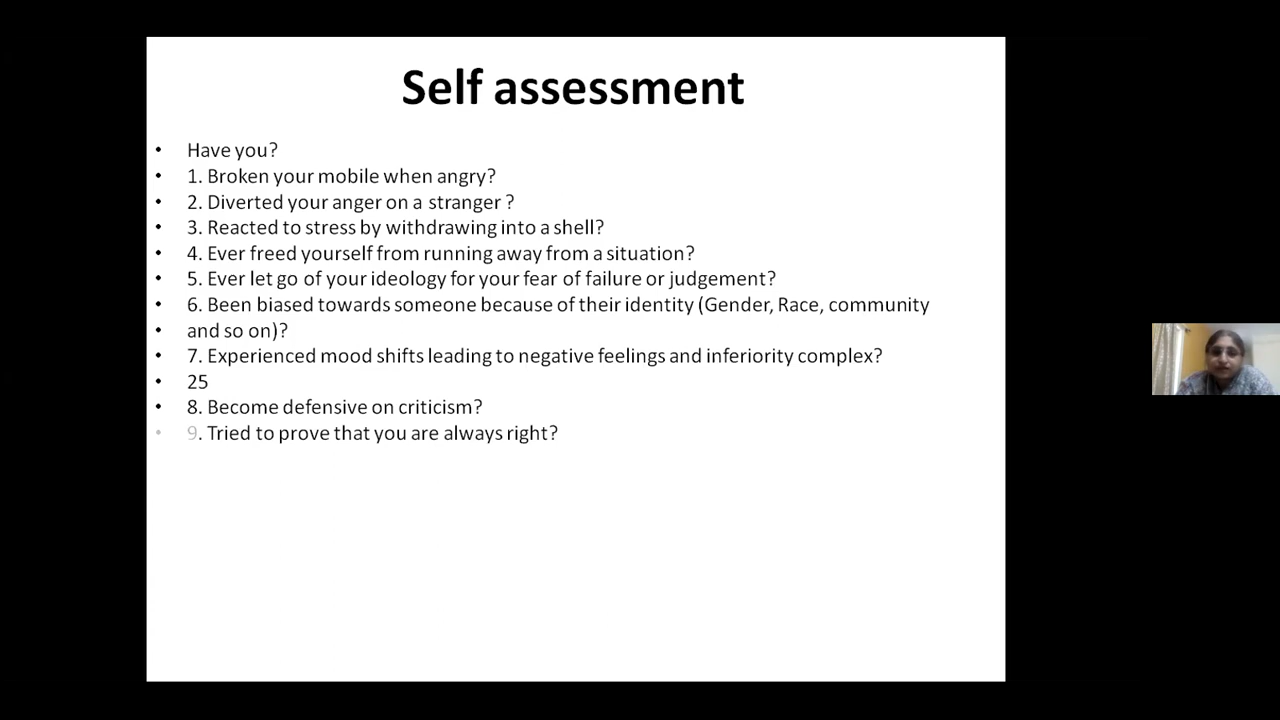 Self assessment
• Have you?
• 1. Broken your mobile when angry?
• 2. Diverted your anger on a stranger ?
• 3. Reacted to stress by withdrawing into a shell?
• 4. Ever freed yourself from running away from a situation?
• 5. Ever let go of your ideology for your fear of failure or judgement?
• 6. Been biased towards someone because of their identity (Gender, Race, community
• and so on)?
• 7. Experienced mood shifts leading to negative feelings and inferiority complex?
• 25
• 8. Become defensive on criticism?
• 9. Tried to prove that you are always right?